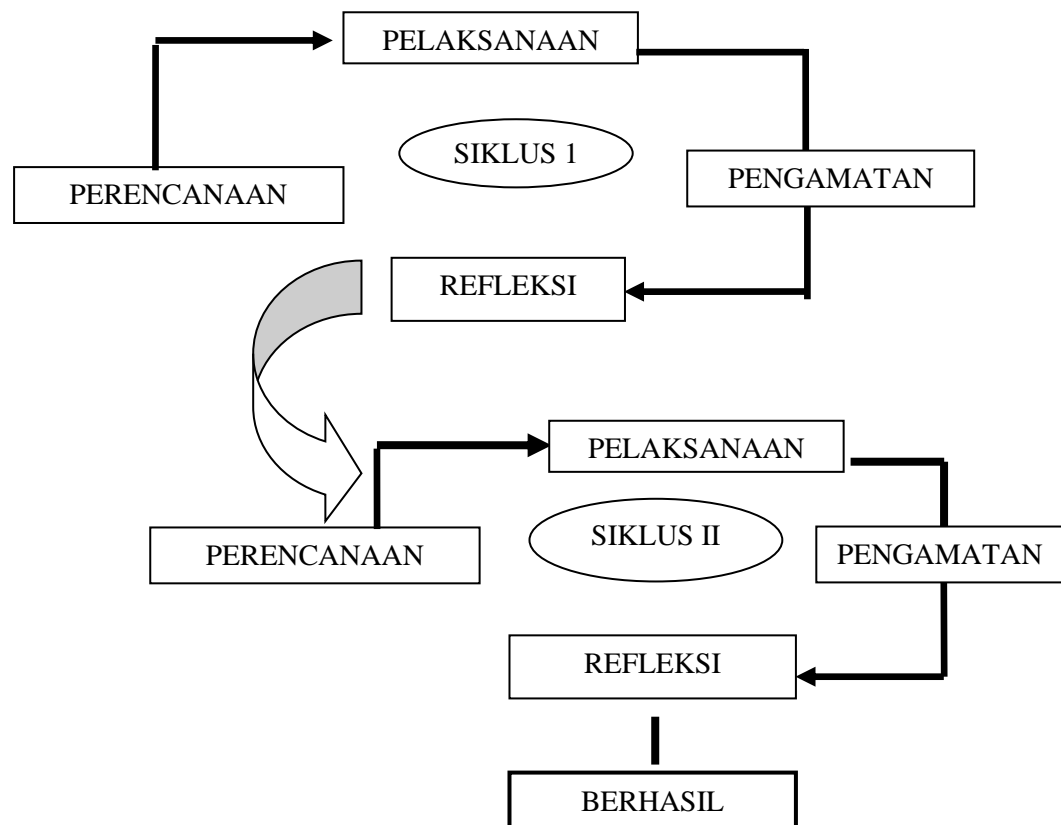 PELAKSANAAN
SIKLUS 1
PERENCANAAN
PENGAMATAN
REFLEKSI
PELAKSANAAN
SIKLUS II
PERENCANAAN
PENGAMATAN
REFLEKSI
BERHASIL